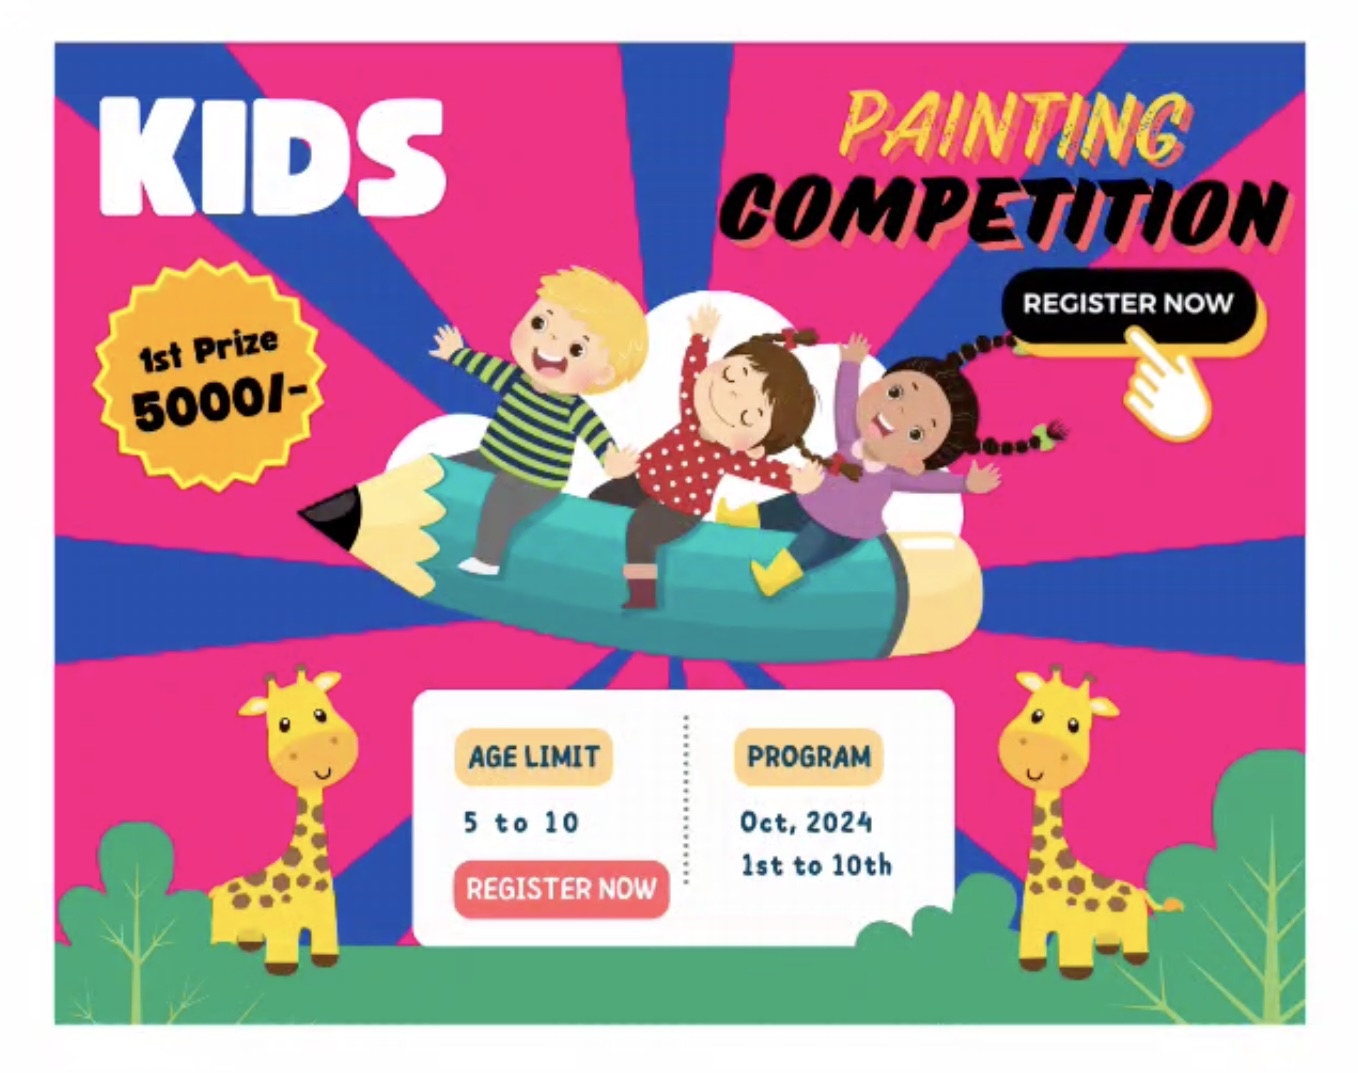 KIDS
PAINTING
COMPETITION
REGISTER NOW
1st Prize
5000/-
AGE LIMIT
5 to 10
REGISTER NOW
PROGRAM
Oct, 2024
1st to 10th